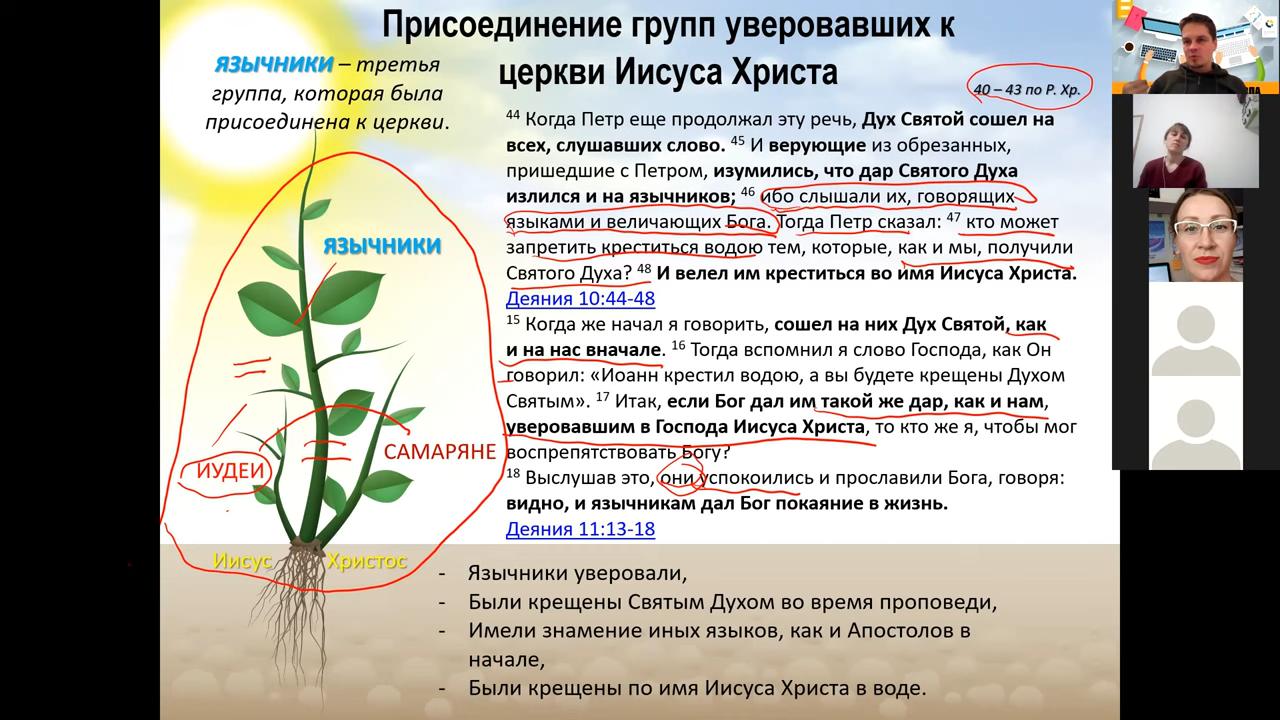 Присоединение групп уверовавших к
церкви Иисуса Христа
ЯЗЫЧНИКИ – третья
группа, которая была
присоединена к церкви.
40 – 43 по Р. Хр.
44 Когда Петр еще продолжал эту речь, Дух Святой сошел на
всех, слушавших слово. 45 И верующие из обрезанных,
пришедшие с Петром, изумились, что дар Святого Духа
излился и на язычников; 46 ибо слышали их, говорящих
языками и величающих Бога. Тогда Петр сказал: 47 кто может
запретить креститься водою тем, которые, как и мы, получили
Святого Духа? 48 И велел им креститься во имя Иисуса Христа.
Деяния 10:44-48
15 Когда же начал я говорить, сошел на них Дух Святой, как
и на нас вначале. 16 Тогда вспомнил я слово Господа, как Он
говорил: «Иоанн крестил водою, а вы будете крещены Духом
Святым». 17 Итак, если Бог дал им такой же дар, как и нам,
уверовавшим в Господа Иисуса Христа, то кто же я, чтобы мог
воспрепятствовать Богу?
18 Выслушав это, они успокоились и прославили Бога, говоря:
видно, и язычникам дал Бог покаяние в жизнь.
Деяния 11:13-18
ЯЗЫЧНИКИ
САМАРЯНЕ
ИУДЕИ
Иисус Христос
- Язычники уверовали,
- Были крещены Святым Духом во время проповеди,
- Имели знамение иных языков, как и Апостолов в
начале,
- Были крещены по имя Иисуса Христа в воде.